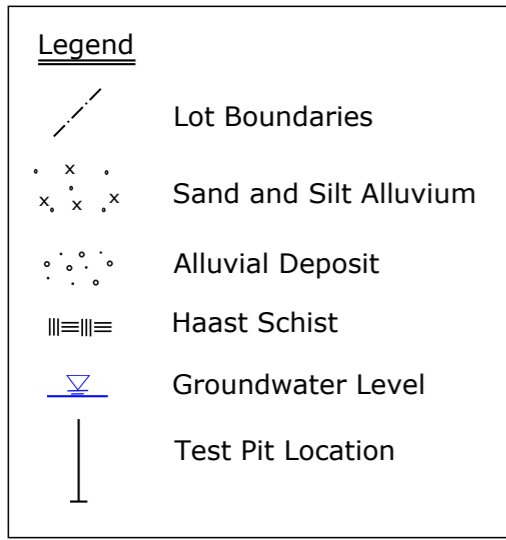 Legend
Lot Boundaries
Sand and Silt Alluvium
Alluvial Deposit
Haast Schist
Groundwater Level
Test Pit Location